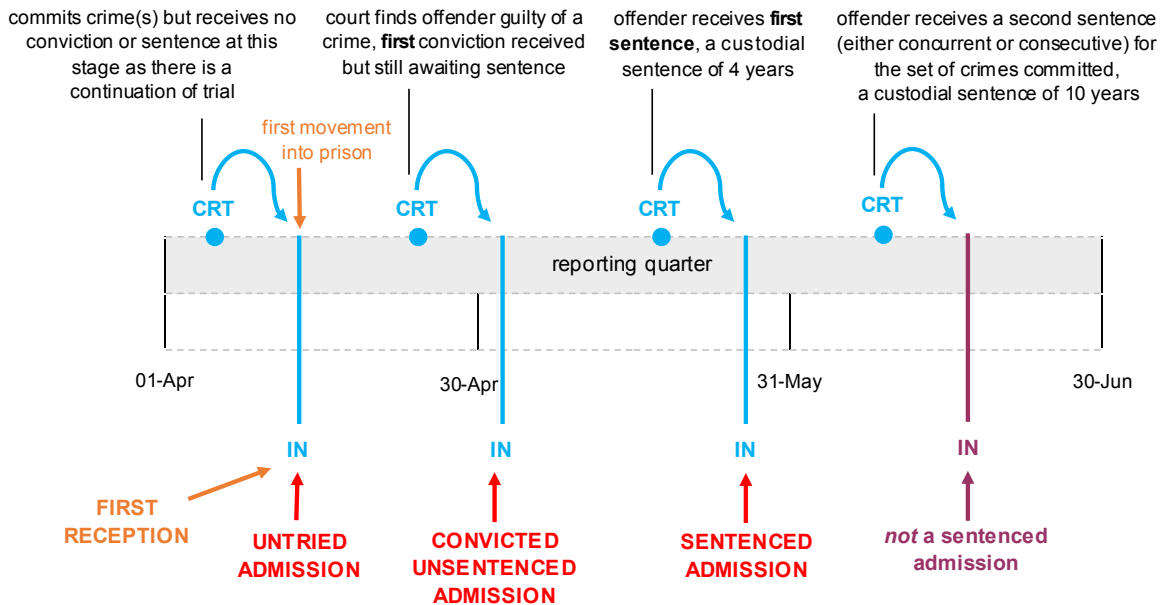 commits crime(s) but receives no
conviction or sentence at this
stage as there is a
continuation of trial
court finds offender guilty of a
crime, first conviction received
but still awaiting sentence
offender receives first
sentence, a custodial
sentence of 4 years
offender receives a second sentence
(either concurrent or consecutive) for
the set of crimes committed,
a custodial sentence of 10 years
first movement
into prison
CRT
CRT
CRT
CRT
reporting quarter
01-Apr
30-Apr
31-May
30-Jun
IN
IN
IN
IN
FIRST
RECEPTION
UNTRIED
ADMISSION
CONVICTED
UNSENTENCED
ADMISSION
SENTENCED
ADMISSION
not a sentenced
admission